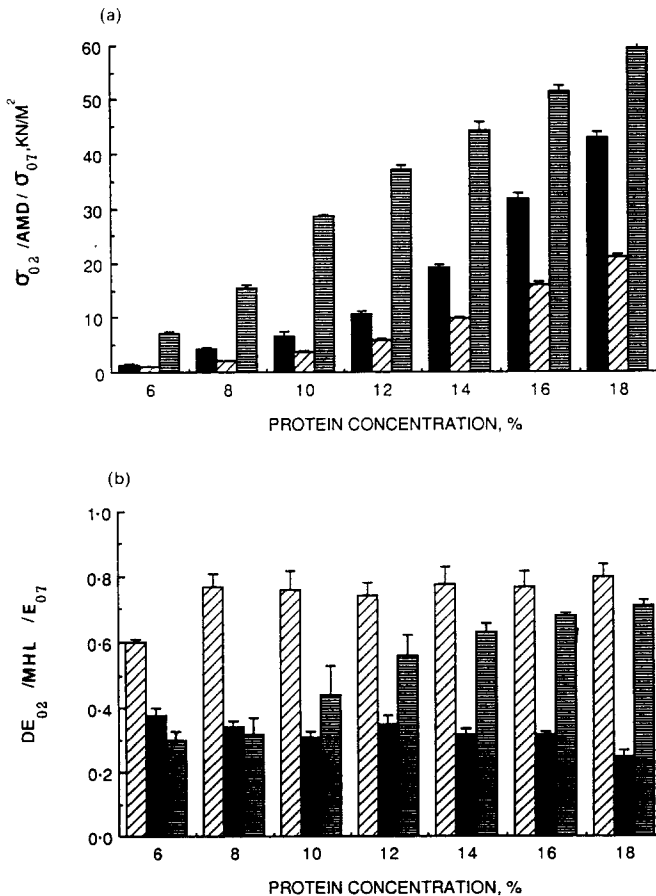 (a)
60
50
40
30
20
10
0
σ02 /AMD/ σ07, KN/M²
6 8 10 12 14 16 18
PROTEIN CONCENTRATION, %
(b)
1·0
0·8
0·6
0·4
0·2
0·0
DE02 /MHL /E07
6 8 10 12 14 16 18
PROTEIN CONCENTRATION, %